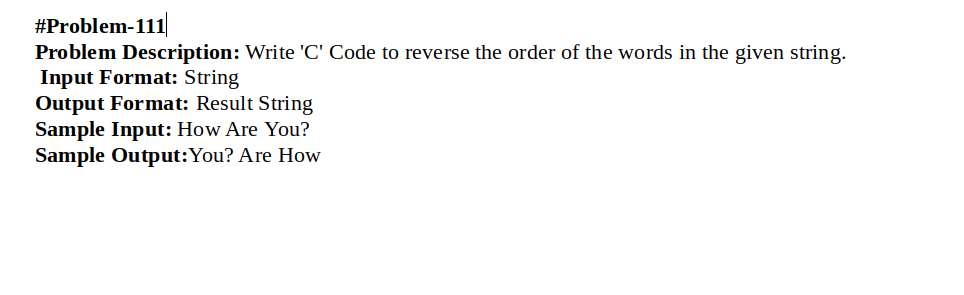 #Problem-111
Problem Description: Write 'C' Code to reverse the order of the words in the given string.
Input Format: String
Output Format: Result String
Sample Input: How Are You?
Sample Output:You? Are How